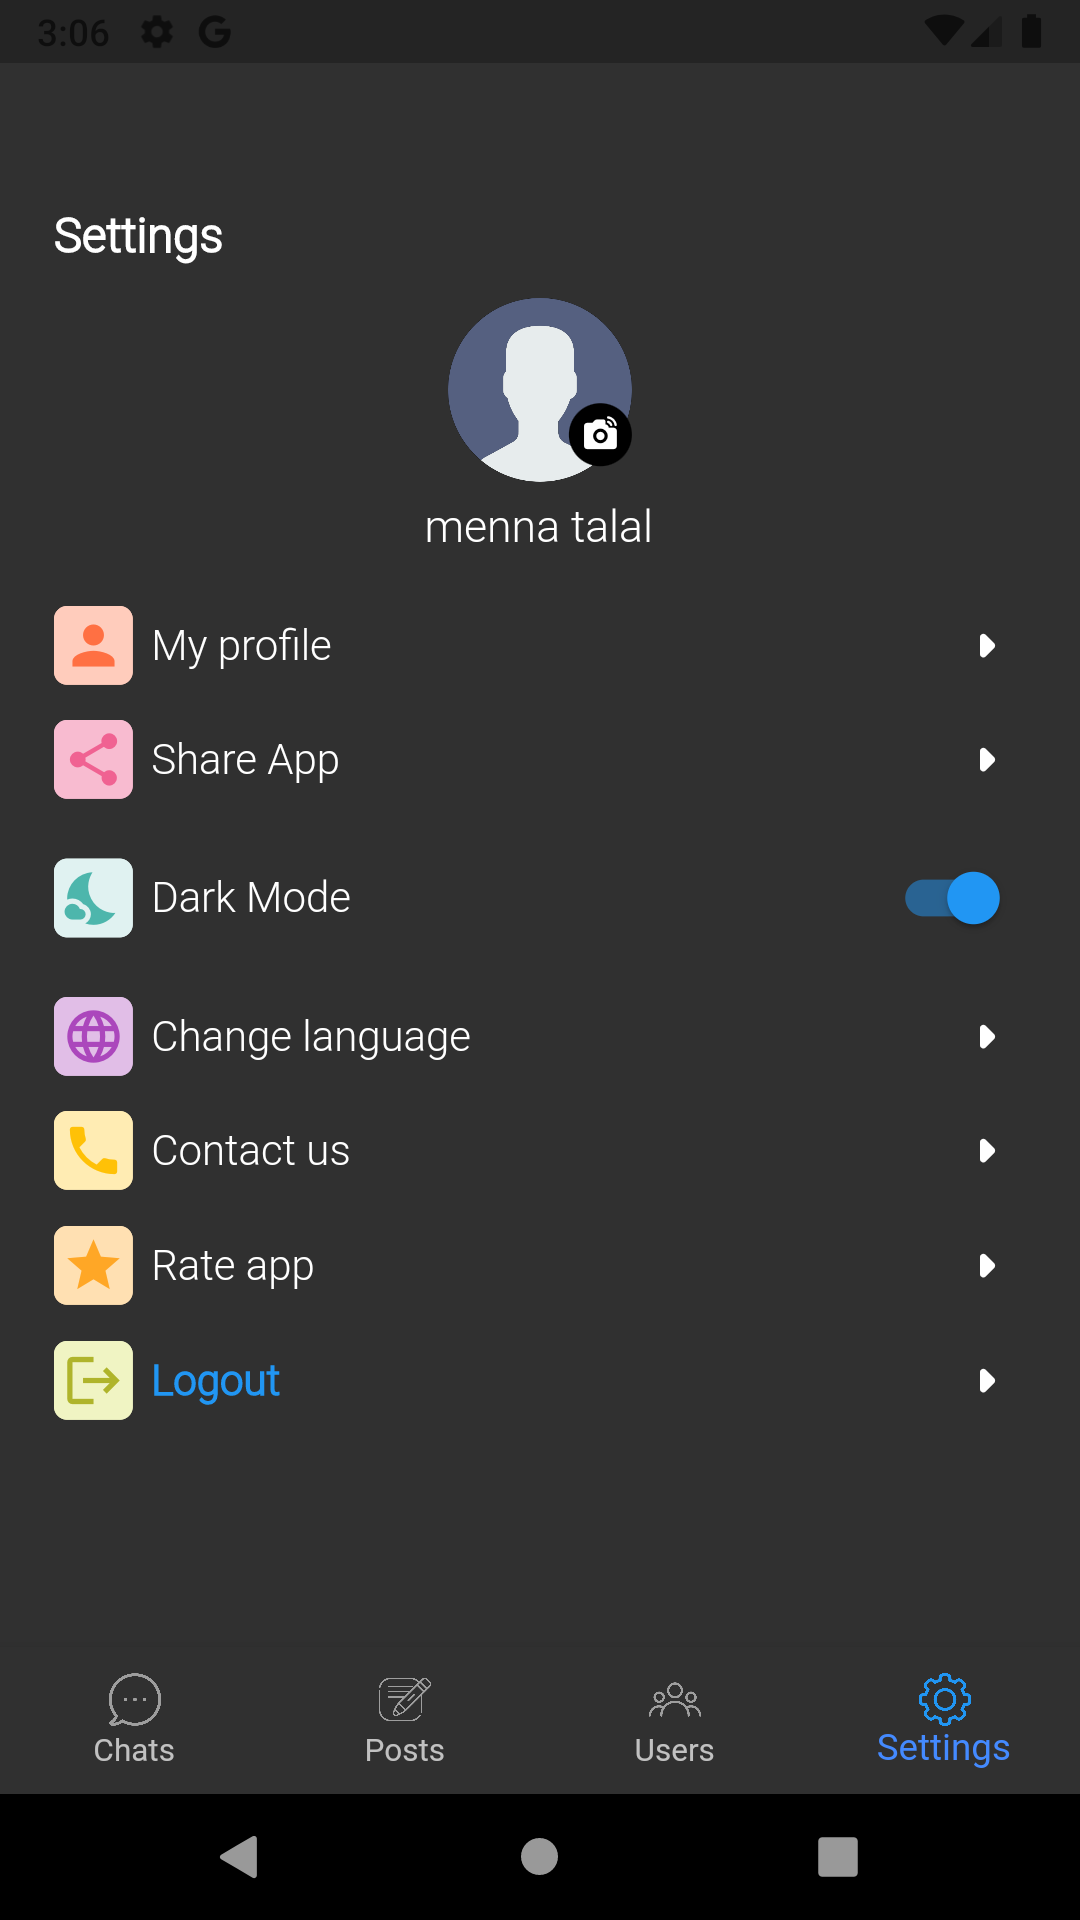 3:06
Settings
menna talal
My profile
Share App
Dark Mode
Change language
Contact us
Rate app
Logout
Chats
Posts
Users
Settings